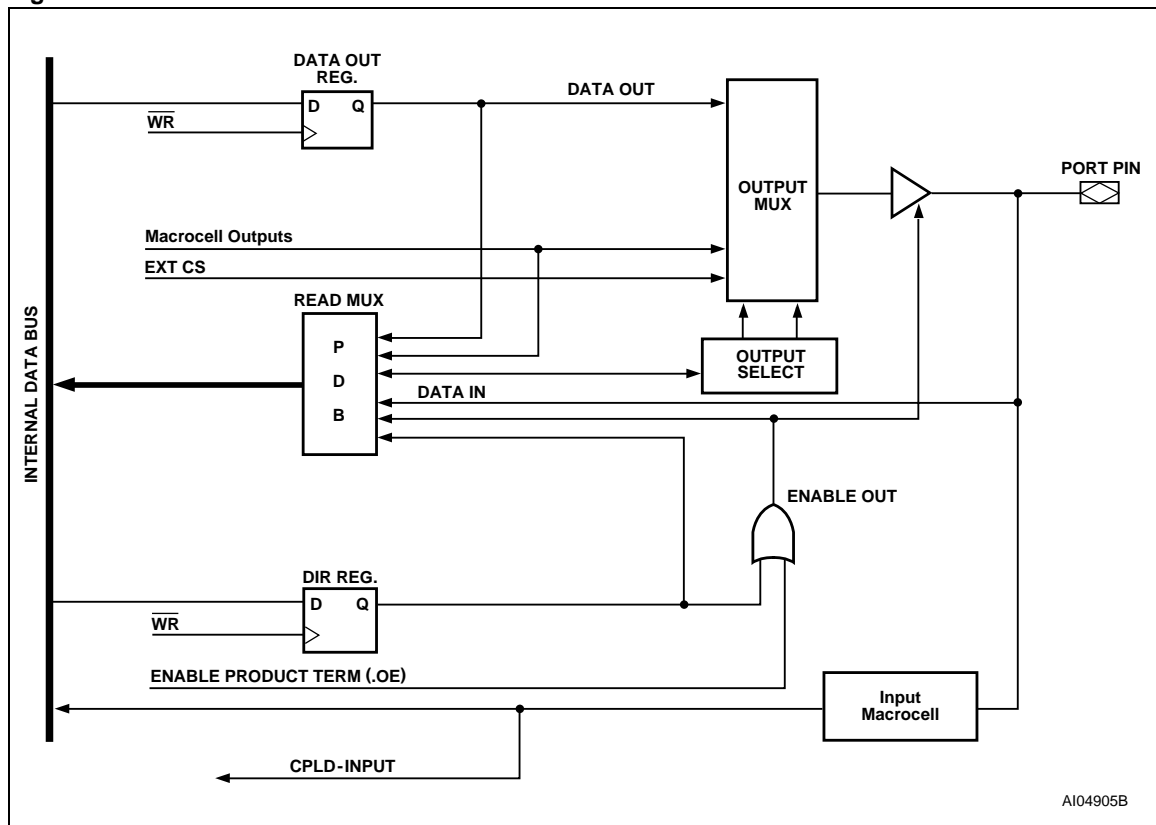 DATA OUT
REG.
D Q
WR
DATA OUT
OUTPUT
MUX
PORT PIN
Macrocell Outputs
EXT CS
READ MUX
P
D
B
OUTPUT
SELECT
DATA IN
INTERNAL DATA BUS
ENABLE OUT
DIR REG.
D Q
WR
ENABLE PRODUCT TERM (.OE)
Input
Macrocell
CPLD-INPUT
AI04905B